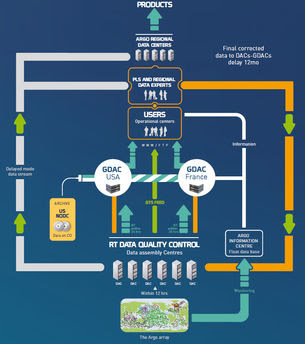 PRODUCTS
ARGO REGIONAL
DATA CENTERS
Final corrected
data to DACs-GDACs
delay 12mo
PI,S AND REGIONAL
DATA EXPERTS
USERS
Operational centers
WWW/FTP
Information
Delayed mode
data stream
GDAC
USA
GDAC
France
ARCHIVE
US
NODC
Data on CD
GTS FEED
ARGO
INFORMATION
CENTRE
Float data base
RT DATA QUALITY CONTROL
Data assembly Centres
DAC
DAC
DAC
DAC
DAC
DAC
Within 12 hrs
Monitoring
The Argo array